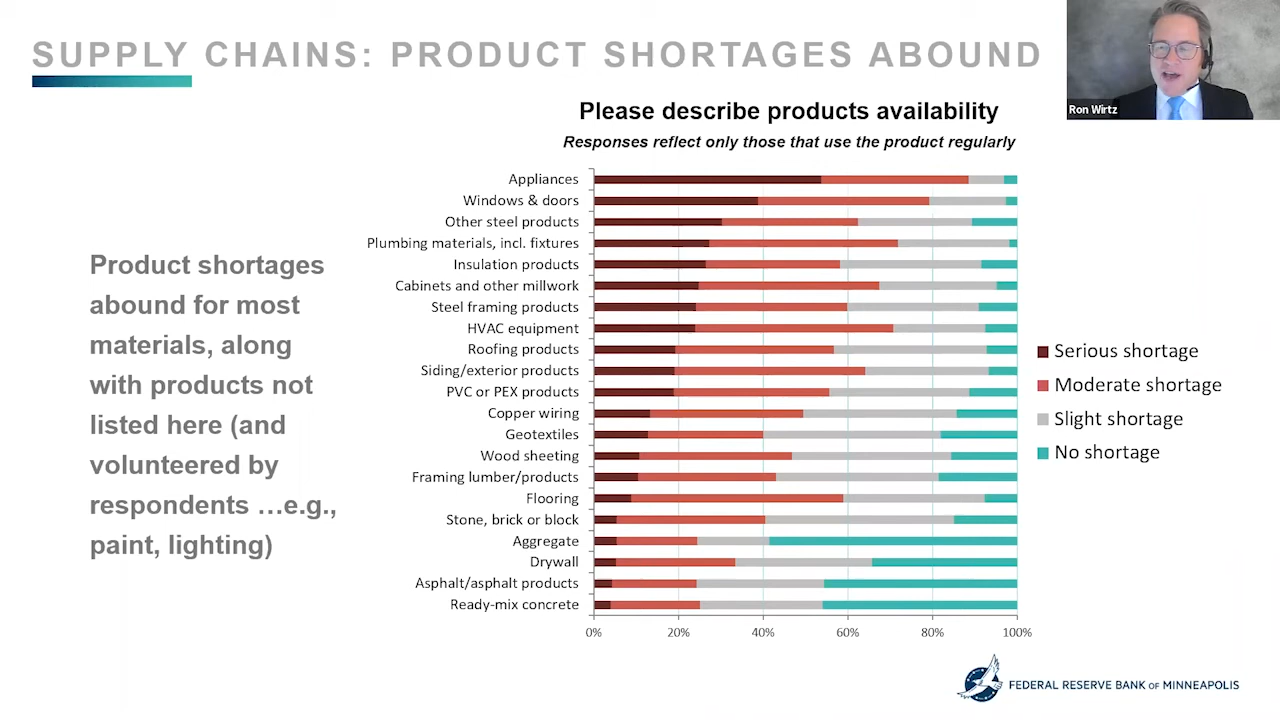 SUPPLY CHAINS: PRODUCT SHORTAGES ABOUND
Ron Wirtz
Please describe products availability
Responses reflect only those that use the product regularly
Product shortages
abound for most
materials, along
with products not
listed here (and
volunteered by
respondents …e.g.,
paint, lighting)
Appliances
Windows & doors
Other steel products
Plumbing materials, incl. fixtures
Insulation products
Cabinets and other millwork
Steel framing products
HVAC equipment
Roofing products
Siding/exterior products
PVC or PEX products
Copper wiring
Geotextiles
Wood sheeting
Framing lumber/products
Flooring
Stone, brick or block
Aggregate
Drywall
Asphalt/asphalt products
Ready-mix concrete
0% 20% 40% 60% 80% 100%
Serious shortage
Moderate shortage
Slight shortage
No shortage
FEDERAL RESERVE BANK OF MINNEAPOLIS